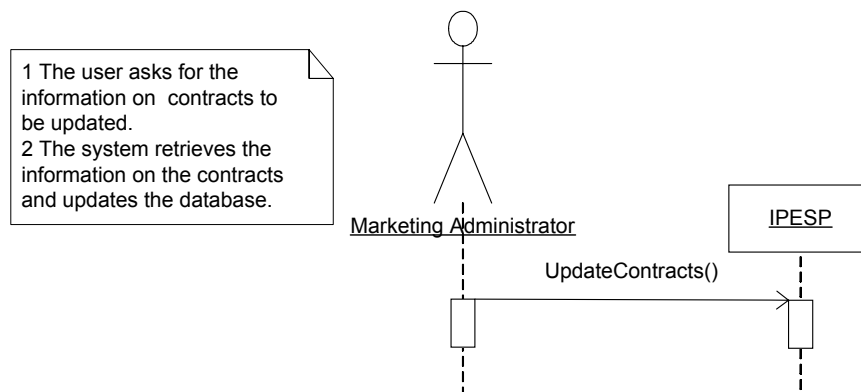 1 The user asks for the
information on contracts to
be updated.
2 The system retrieves the
information on the contracts
and updates the database.
Marketing Administrator
IPESP
UpdateContracts()